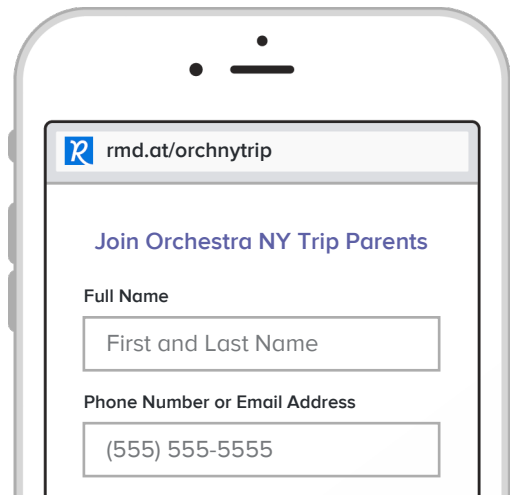 rmd.at/orchnytrip
Join Orchestra NY Trip Parents
Full Name
First and Last Name
Phone Number or Email Address
(555) 555-5555